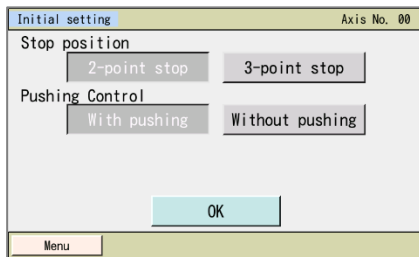 Initial setting Axis No. 00
Stop position
2-point stop 3-point stop
Pushing Control
With pushing Without pushing
OK
Menu